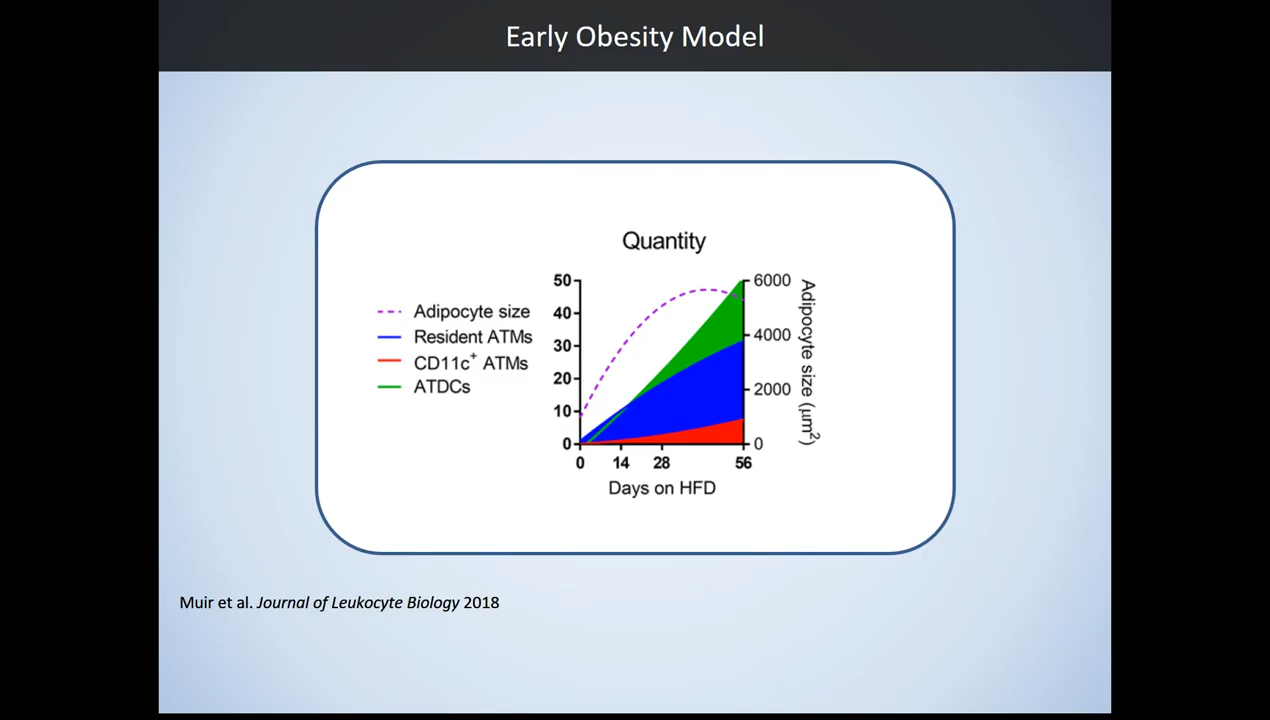 Early Obesity Model
Quantity
Adipocyte size
Resident ATMs
CD11c+ ATMs
ATDCs
50
40
30
20
10
0
6000
4000
2000
0
Adipocyte size (µm²)
0 14 28 56
Days on HFD
Muir et al. Journal of Leukocyte Biology 2018